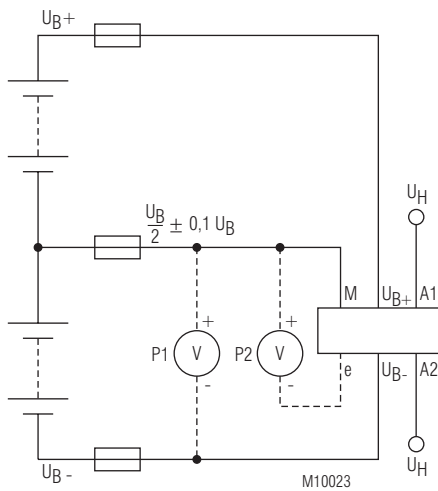 UB+
UB/2 ± 0,1 UB
UH
M
UB+
A1
+
+
P1
V
P2
V
-
-
e
UB-
A2
UB-
UH
M10023